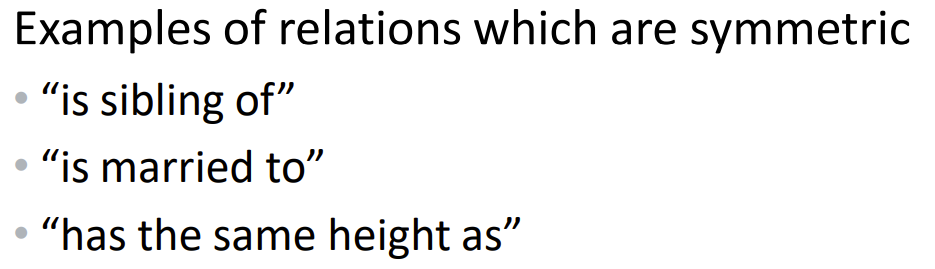 Examples of relations which are symmetric
• “is sibling of”
• “is married to”
• “has the same height as”